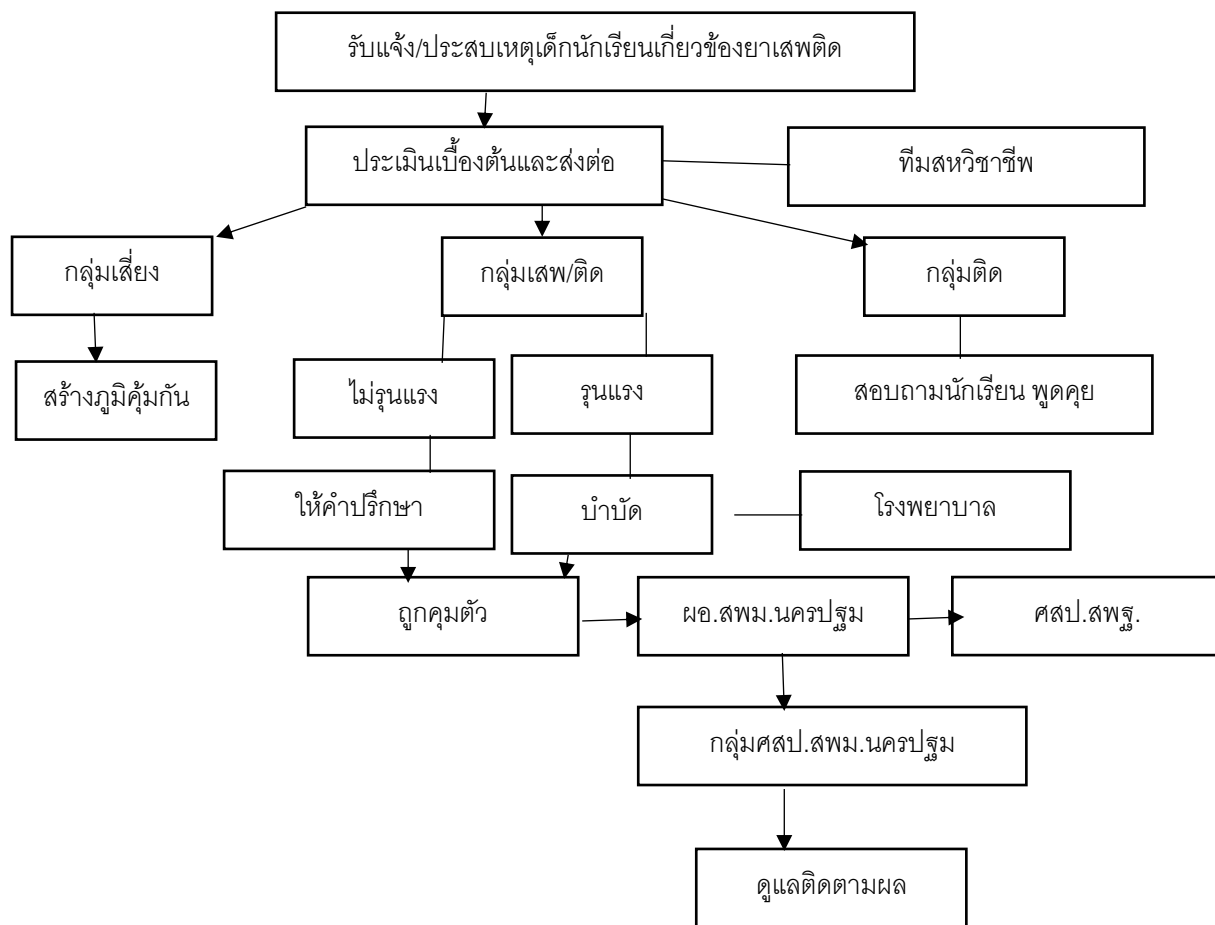 รับแจ้ง/ประสบเหตุเด็กนักเรียนเกี่ยวข้องยาเสพติด
ประเมินเบื้องต้นและส่งต่อ
ทีมสหวิชาชีพ
กลุ่มเสี่ยง
กลุ่มเสพ/ติด
กลุ่มติด
สร้างภูมิคุ้มกัน
ไม่รุนแรง
รุนแรง
สอบถามนักเรียน พูดคุย
ให้คำปรึกษา
บำบัด
โรงพยาบาล
ถูกคุมตัว
ผอ.สพม.นครปฐม
ศสป.สพฐ.
กลุ่มศสป.สพม.นครปฐม
ดูแลติดตามผล